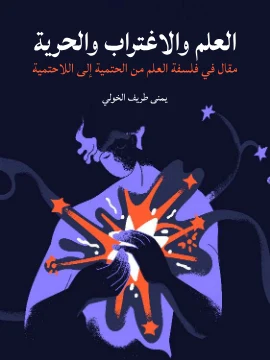 العلم والاغتراب والحرية
مقال في فلسفة العلم من الحتمية إلى اللاحتمية
يمنى طريف الخولي